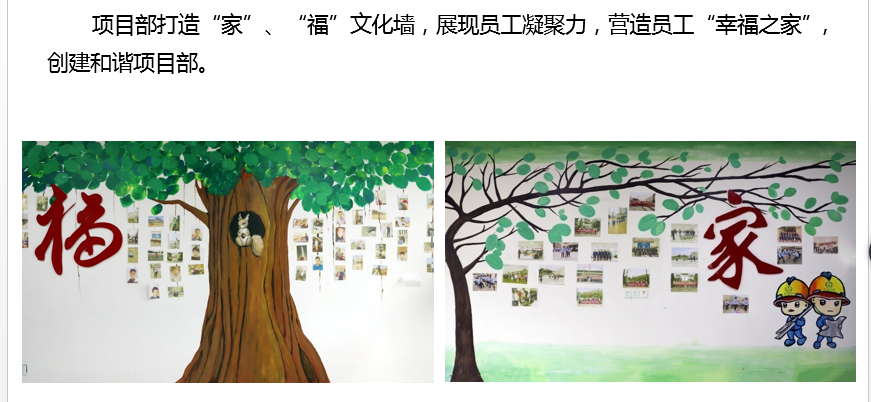 项目部打造“家”、“福”文化墙，展现员工凝聚力，营造员工“幸福之家”，
创建和谐项目部。
福
家